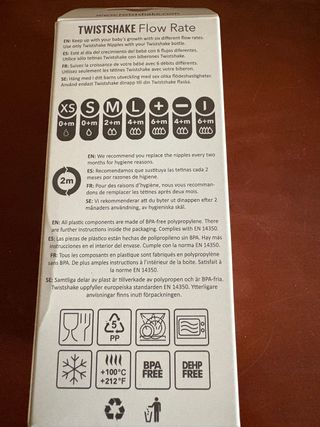 www.twistshake.com
TWISTSHAKE Flow Rate
EN: Keep up with your baby's growth with six different flow rates.
Use only Twistshake Nipples with your Twistshake bottle.
ES: Esté al día del crecimiento del bebé con 6 flujos diferentes.
Utilice sólo tetinas Twistshake con su biberón Twistshake.
FR: Suivez la croissance de votre bébé avec 6 débits différents.
Utilisez seulement les tétines Twistshake avec votre biberon.
SE: Häng med i ditt barns utveckling med sex olika flödeshastigheter.
Använd endast Twistshake dinapp till din Twistshake flaska.
XS S M L + − I
0+m 0+m 2+m 4+m 6+m 4+m 6+m
2m
EN: We recommend you replace the nipples every two
months for hygiene reasons.
ES: Recomendamos que sustituya las tetinas cada 2
meses por razones de higiene.
FR: Pour des raisons d'hygiène, nous vous recomman-
dons de remplacer les tétines après deux mois.
SE: Vi rekommenderar att du byter ut dinappen efter 2
månaders användning, av hygieniska skäl.
EN: All plastic components are made of BPA-free polypropylene. There
are further instructions inside the packaging. Complies with EN 14350.
ES: Las piezas de plástico están hechas de polipropileno sin BPA. Hay más
instrucciones en el interior del envase. Cumple con la norma EN 14350.
FR: Tous les composants en plastique sont fabriqués en polypropylène
sans BPA. De plus amples instructions à l'intérieur. Satisfait à
la norme EN 14350.
SE: Samtliga delar av plast är tillverkade av polypropen och är BPA-fria.
Twistshake uppfyller europeiska standarden EN 14350. Ytterligare
anvisningar finns inuti förpackningen.
5
PP
+100°C
+212°F
BPA
FREE
DEHP
FREE